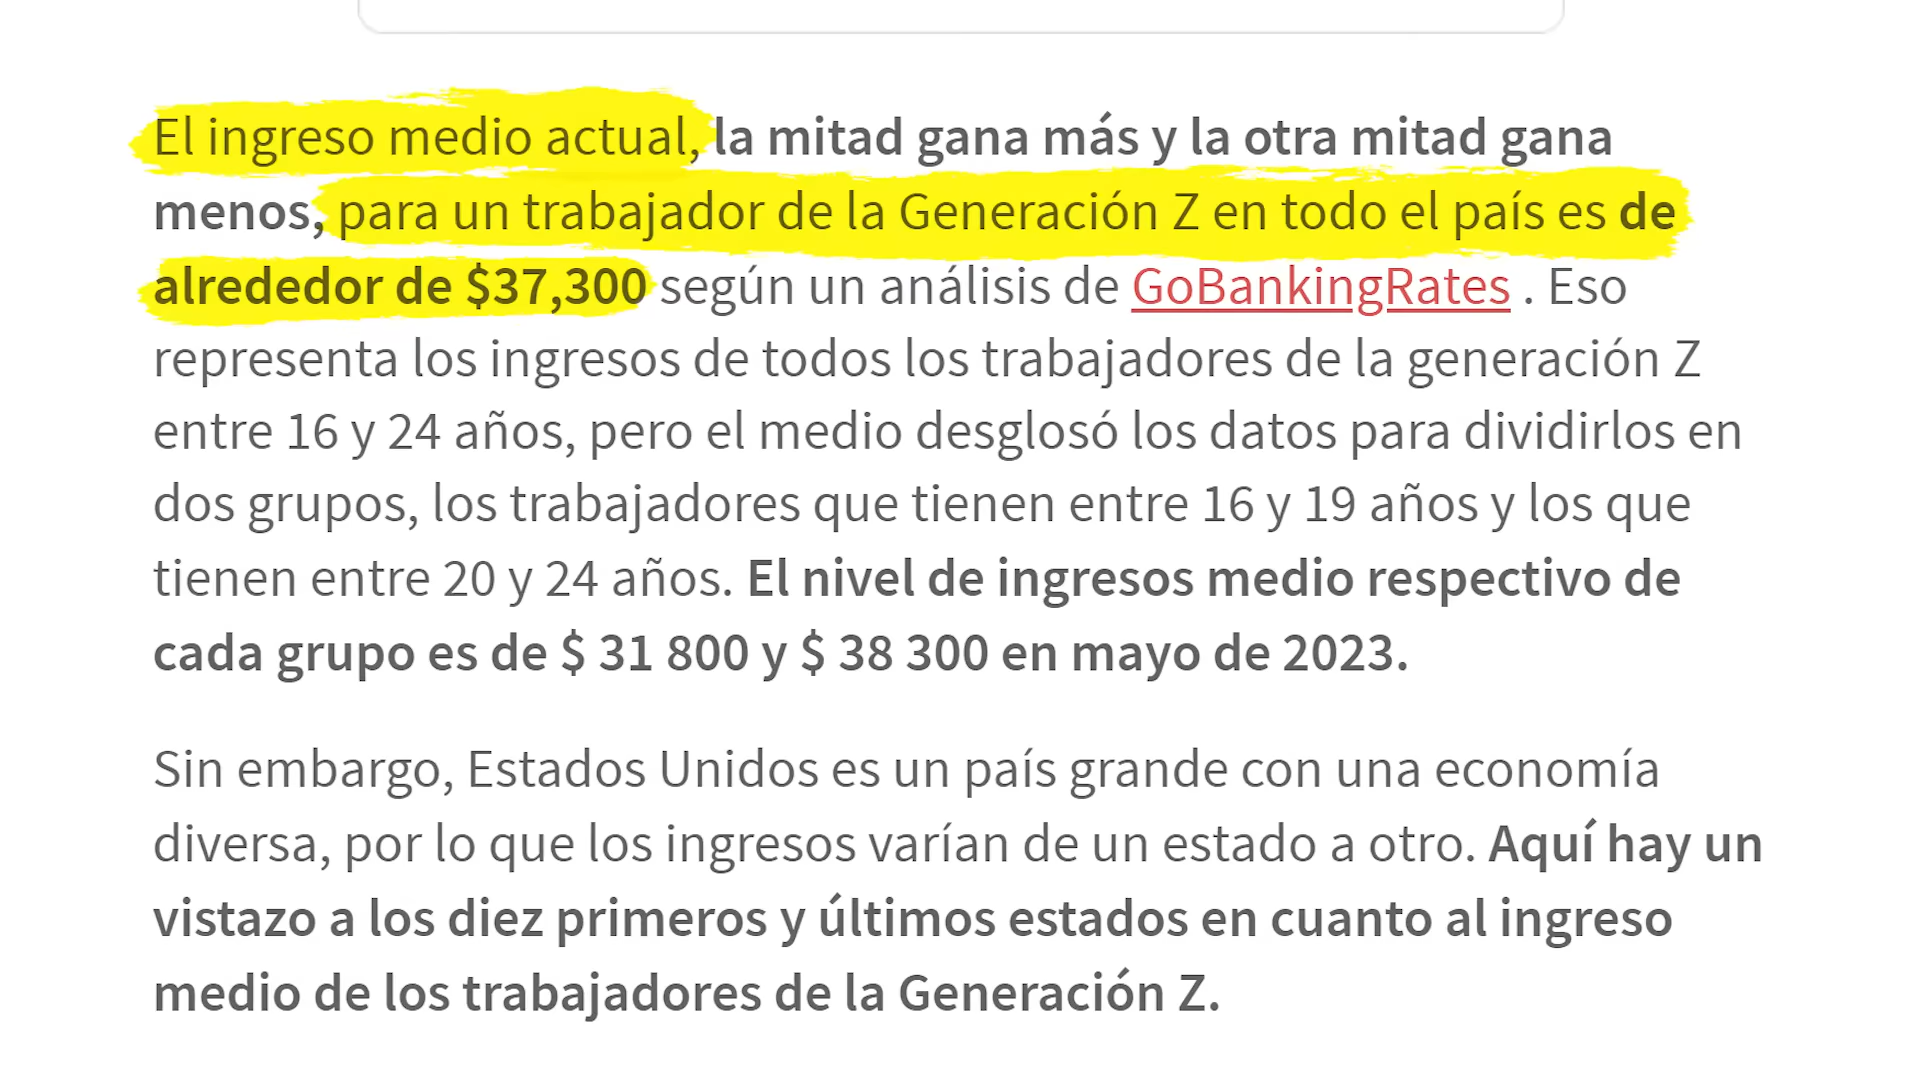 El ingreso medio actual, la mitad gana más y la otra mitad gana
menos, para un trabajador de la Generación Z en todo el país es de
alrededor de $37,300 según un análisis de GoBankingRates . Eso
representa los ingresos de todos los trabajadores de la generación Z
entre 16 y 24 años, pero el medio desglosó los datos para dividirlos en
dos grupos, los trabajadores que tienen entre 16 y 19 años y los que
tienen entre 20 y 24 años. El nivel de ingresos medio respectivo de
cada grupo es de $ 31 800 y $ 38 300 en mayo de 2023.
Sin embargo, Estados Unidos es un país grande con una economía
diversa, por lo que los ingresos varían de un estado a otro. Aquí hay un
vistazo a los diez primeros y últimos estados en cuanto al ingreso
medio de los trabajadores de la Generación Z.